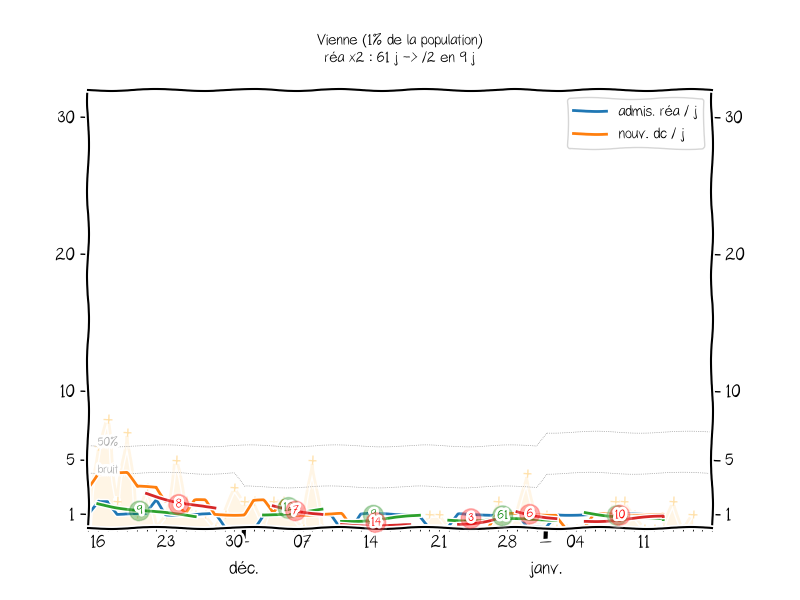 Vienne (1% de la population)
réa x2 : 61 j -> /2 en 9 j
admis. réa / j
nouv. dc / j
30 30
20 20
10 10
5 5
1 1
50%
bruit
9 8 7 9 14 3 61 6 10
16 23 30 07 14 21 28 04 11
déc. janv.